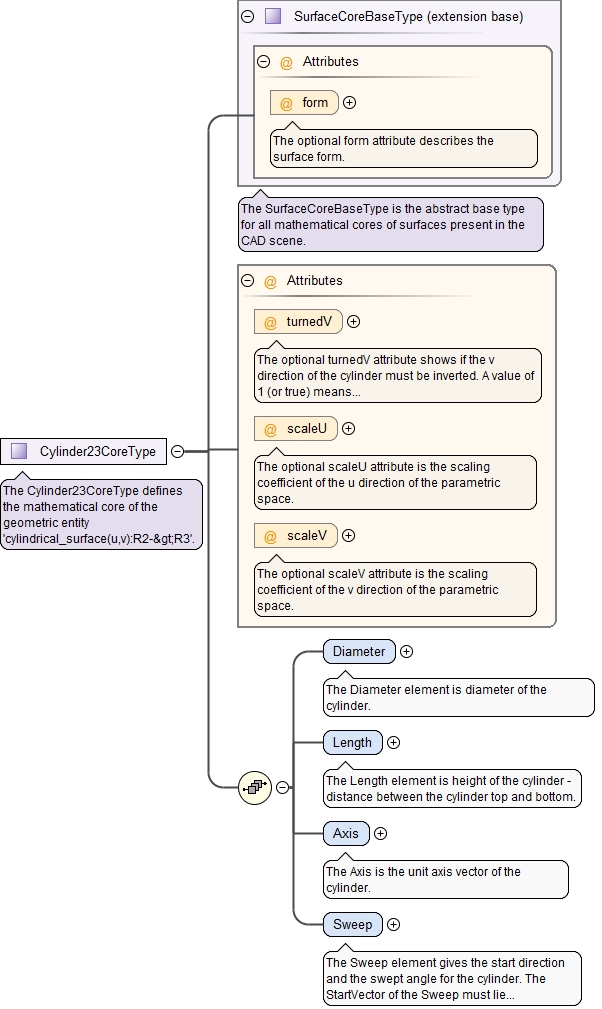 SurfaceCoreBaseType (extension base)
@ Attributes
@ form
The optional form attribute describes the
surface form.
The SurfaceCoreBaseType is the abstract base type
for all mathematical cores of surfaces present in the
CAD scene.
@ Attributes
@ turnedV
The optional turnedV attribute shows if the v
direction of the cylinder must be inverted. A value of
1 (or true) means...
@ scaleU
The optional scaleU attribute is the scaling
coefficient of the u direction of the parametric
space.
Cylinder23CoreType
The Cylinder23CoreType defines
the mathematical core of the
geometric entity
'cylindrical_surface(u,v):R2-&gt;R3'.
@ scaleV
The optional scaleV attribute is the scaling
coefficient of the v direction of the parametric
space.
Diameter
The Diameter element is diameter of the
cylinder.
Length
The Length element is height of the cylinder -
distance between the cylinder top and bottom.
Axis
The Axis is the unit axis vector of the
cylinder.
Sweep
The Sweep element gives the start direction
and the swept angle for the cylinder. The
StartVector of the Sweep must lie...